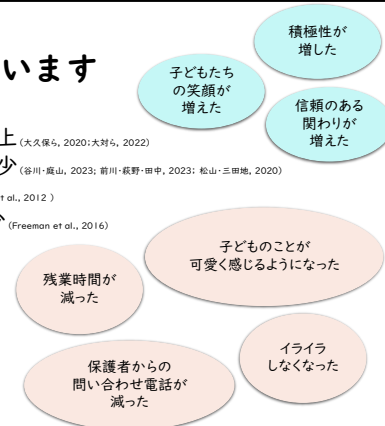 います
積極性が
増した
子どもたち
の笑顔が
増えた
信頼のある
関わりが
増えた
上 (大久保ら, 2020;大対ら, 2022)
少 (谷川・庭山, 2023; 前川・萩野・田中, 2023; 松山・三田地, 2020)
t al., 2012 )
(Freeman et al., 2016)
子どものことが
可愛く感じるようになった
残業時間が
減った
イライラ
しなくなった
保護者からの
問い合わせ電話が
減った